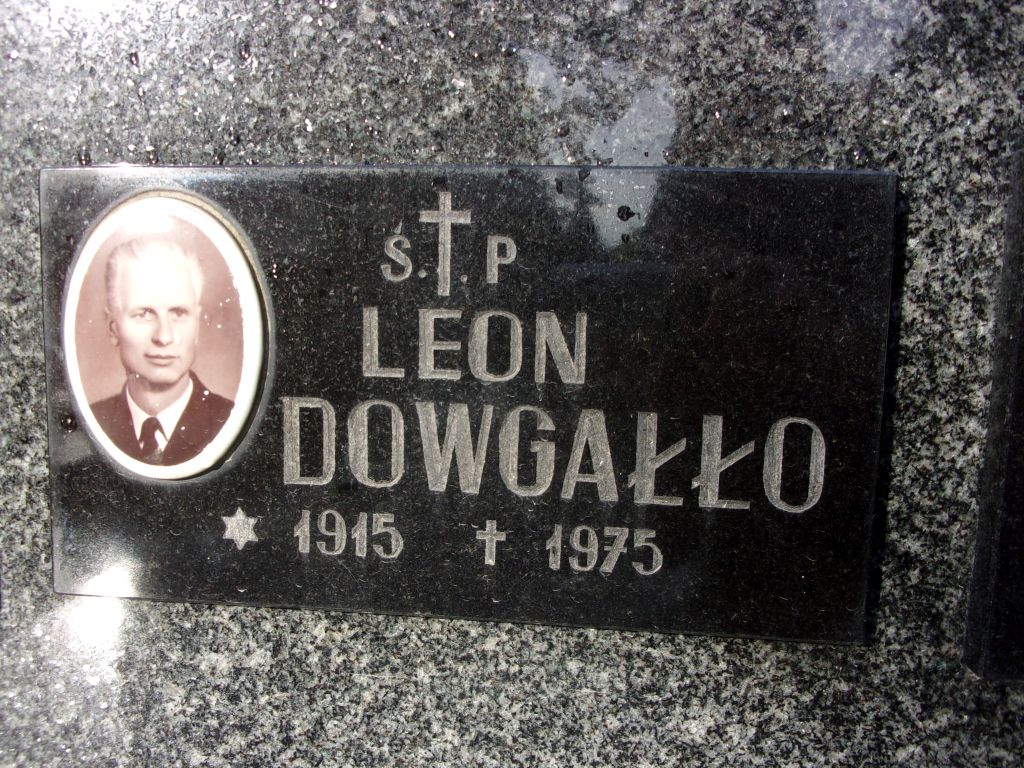 Ś.†.P
LEON
DOWGAŁŁO
✶ 1915 † 1975